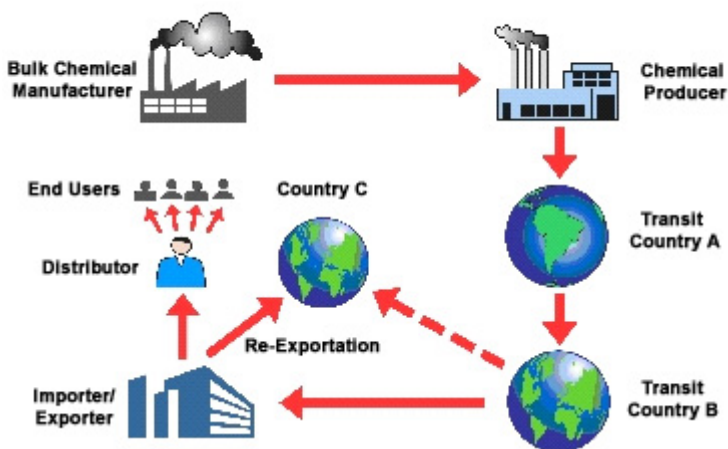 Bulk Chemical
Manufacturer
Chemical
Producer
End Users
Country C
Transit
Country A
Distributor
Re-Exportation
Importer/
Exporter
Transit
Country B